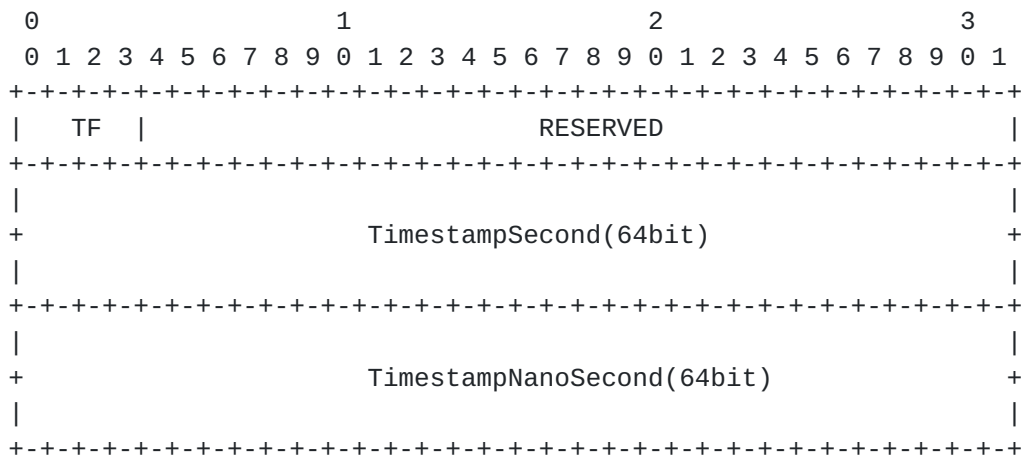 0                   1                   2                   3
 0 1 2 3 4 5 6 7 8 9 0 1 2 3 4 5 6 7 8 9 0 1 2 3 4 5 6 7 8 9 0 1
+-+-+-+-+-+-+-+-+-+-+-+-+-+-+-+-+-+-+-+-+-+-+-+-+-+-+-+-+-+-+-+-+
|   TF  |                         RESERVED                      |
+-+-+-+-+-+-+-+-+-+-+-+-+-+-+-+-+-+-+-+-+-+-+-+-+-+-+-+-+-+-+-+-+
|                                                               |
+                      TimestampSecond(64bit)                   +
|                                                               |
+-+-+-+-+-+-+-+-+-+-+-+-+-+-+-+-+-+-+-+-+-+-+-+-+-+-+-+-+-+-+-+-+
|                                                               |
+                      TimestampNanoSecond(64bit)               +
|                                                               |
+-+-+-+-+-+-+-+-+-+-+-+-+-+-+-+-+-+-+-+-+-+-+-+-+-+-+-+-+-+-+-+-+